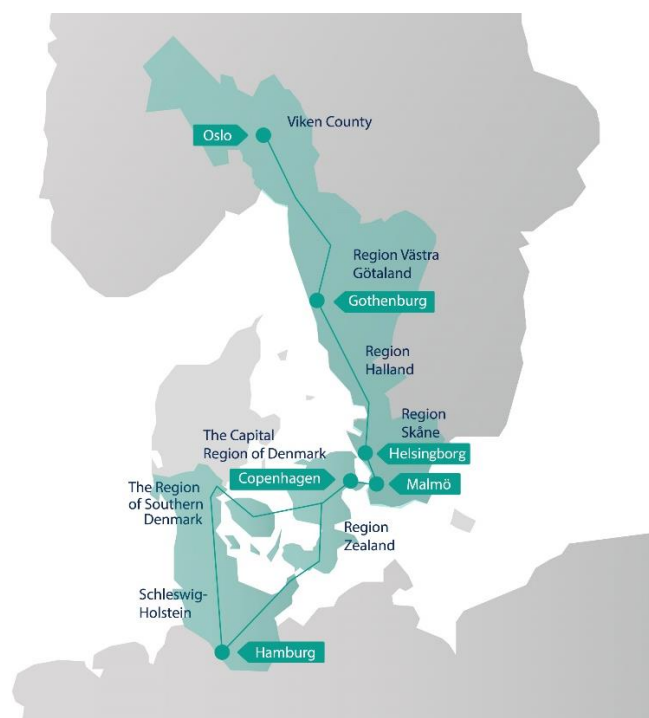 Viken County
Oslo
Region Västra
Götaland
Gothenburg
Region
Halland
Region
Skåne
The Capital
Region of Denmark
Helsingborg
Copenhagen
Malmö
The Region
of Southern
Denmark
Region
Zealand
Schleswig-
Holstein
Hamburg